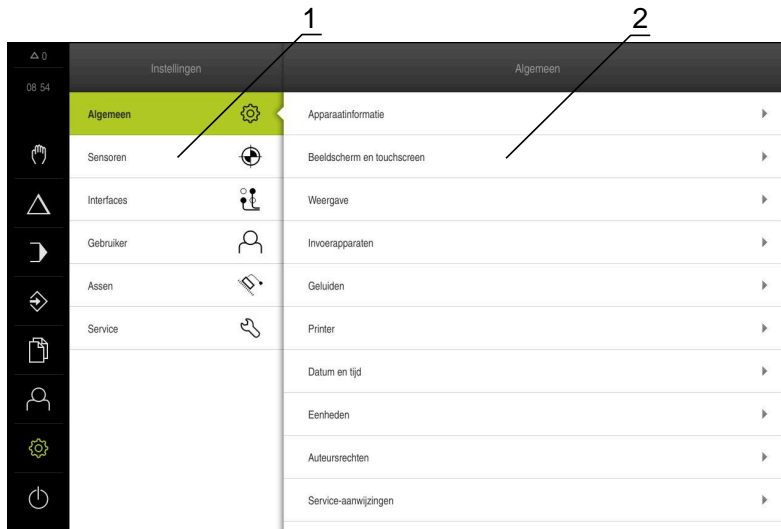 1
2
0
08 54
Instellingen
Algemeen
Algemeen
Sensoren
Interfaces
Gebruiker
Assen
Service
Apparaatinformatie
Beeldscherm en touchscreen
Weergave
Invoerapparaten
Geluiden
Printer
Datum en tijd
Eenheden
Auteursrechten
Service-aanwijzingen